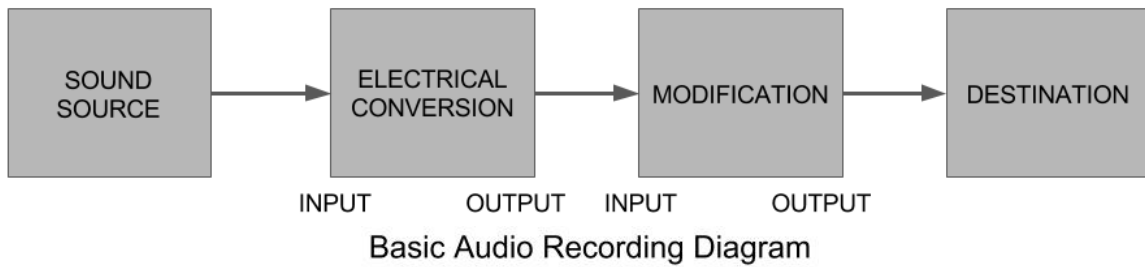 SOUND
SOURCE
ELECTRICAL
CONVERSION
MODIFICATION
DESTINATION
INPUT
OUTPUT
INPUT
OUTPUT
Basic Audio Recording Diagram